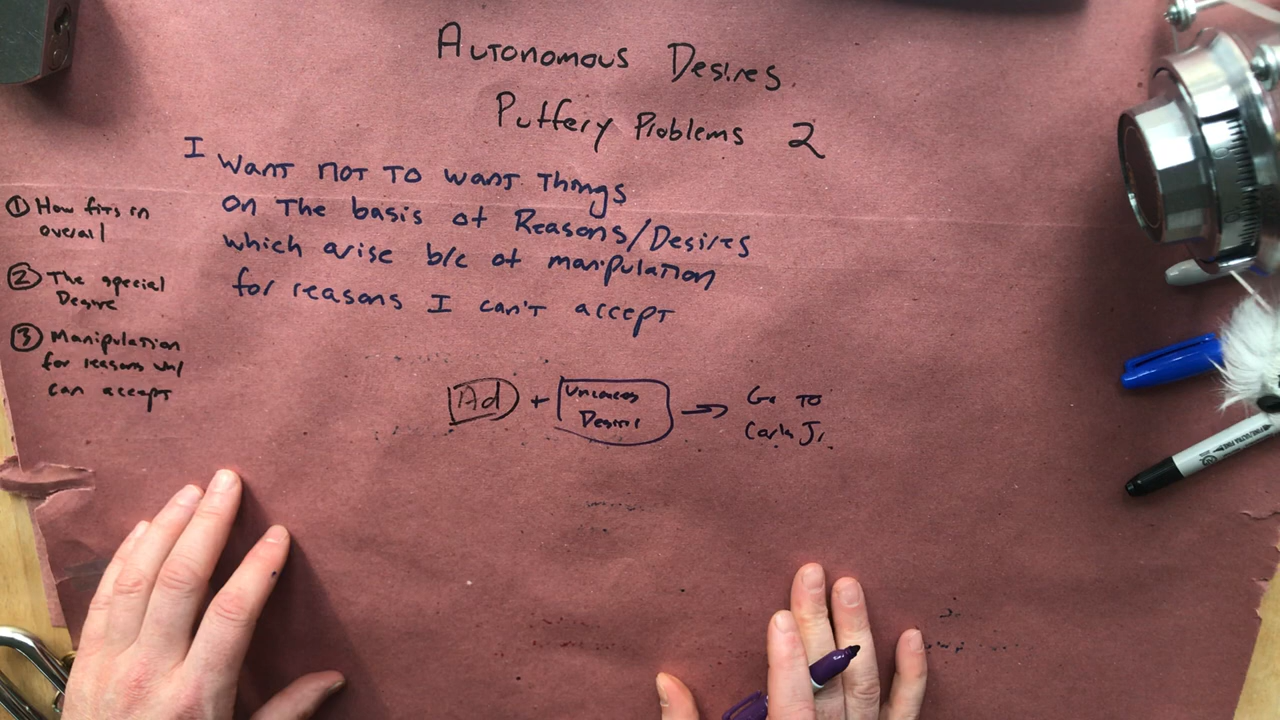 Autonomous Desires
Puffery Problems 2
I want not to want things
on the basis of Reasons/Desires
which arise b/c of manipulation
for reasons I can't accept
① How fits in
overall
② The special
Desire
③ Manipulation
for reasons
can accept
Ad + Desire → Go to
Carls Jr.